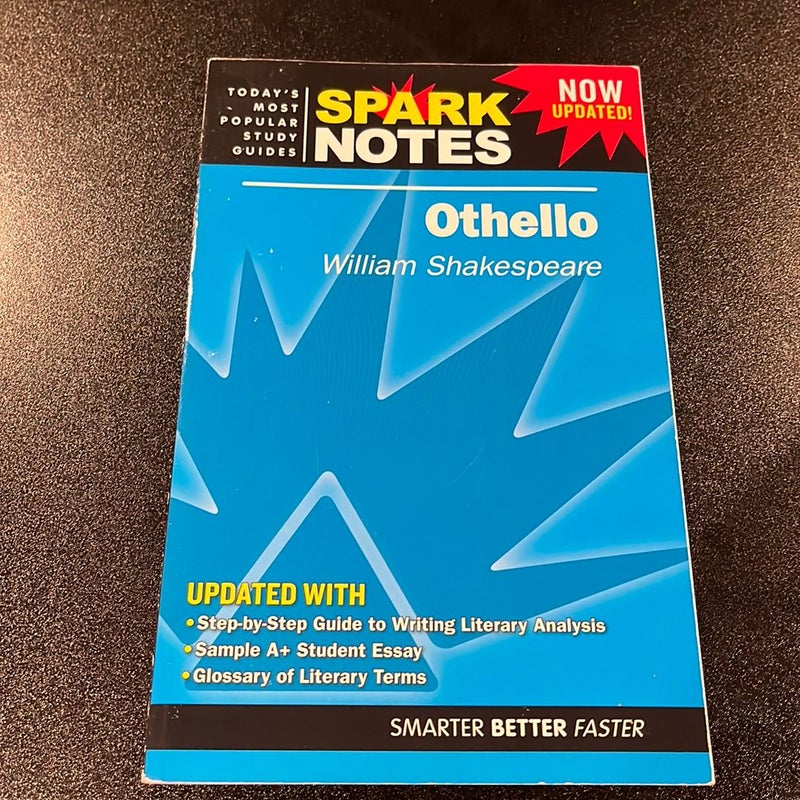 TODAY'S
MOST
POPULAR
STUDY
GUIDES
SPARK
NOTES
NOW
UPDATED!
Othello
William Shakespeare
UPDATED WITH
•Step-by-Step Guide to Writing Literary Analysis
•Sample A+ Student Essay
•Glossary of Literary Terms
SMARTER BETTER FASTER